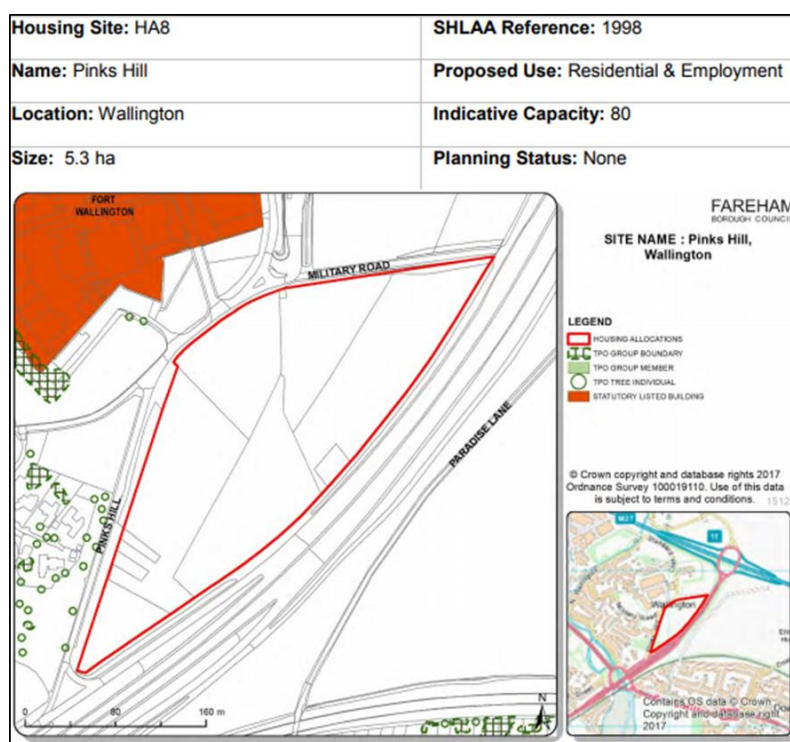 Housing Site: HA8
SHLAA Reference: 1998
Name: Pinks Hill
Proposed Use: Residential & Employment
Location: Wallington
Indicative Capacity: 80
Size: 5.3 ha
Planning Status: None
FORT
WALLINGTON
MILITARY ROAD
PARADISE LANE
PINKS HILL
0 80 160 m
N
FAREHAM
BOROUGH COUNCIL
SITE NAME : Pinks Hill,
Wallington
LEGEND
HOUSING ALLOCATIONS
TPO GROUP BOUNDARY
TPO GROUP MEMBER
TPO TREE INDIVIDUAL
STATUTORY LISTED BUILDING
© Crown copyright and database rights 2017
Ordnance Survey 100019110. Use of this data
is subject to terms and conditions. 1512
M27
11
Wallington
Contains OS data © Crown
Copyright and database right
2017